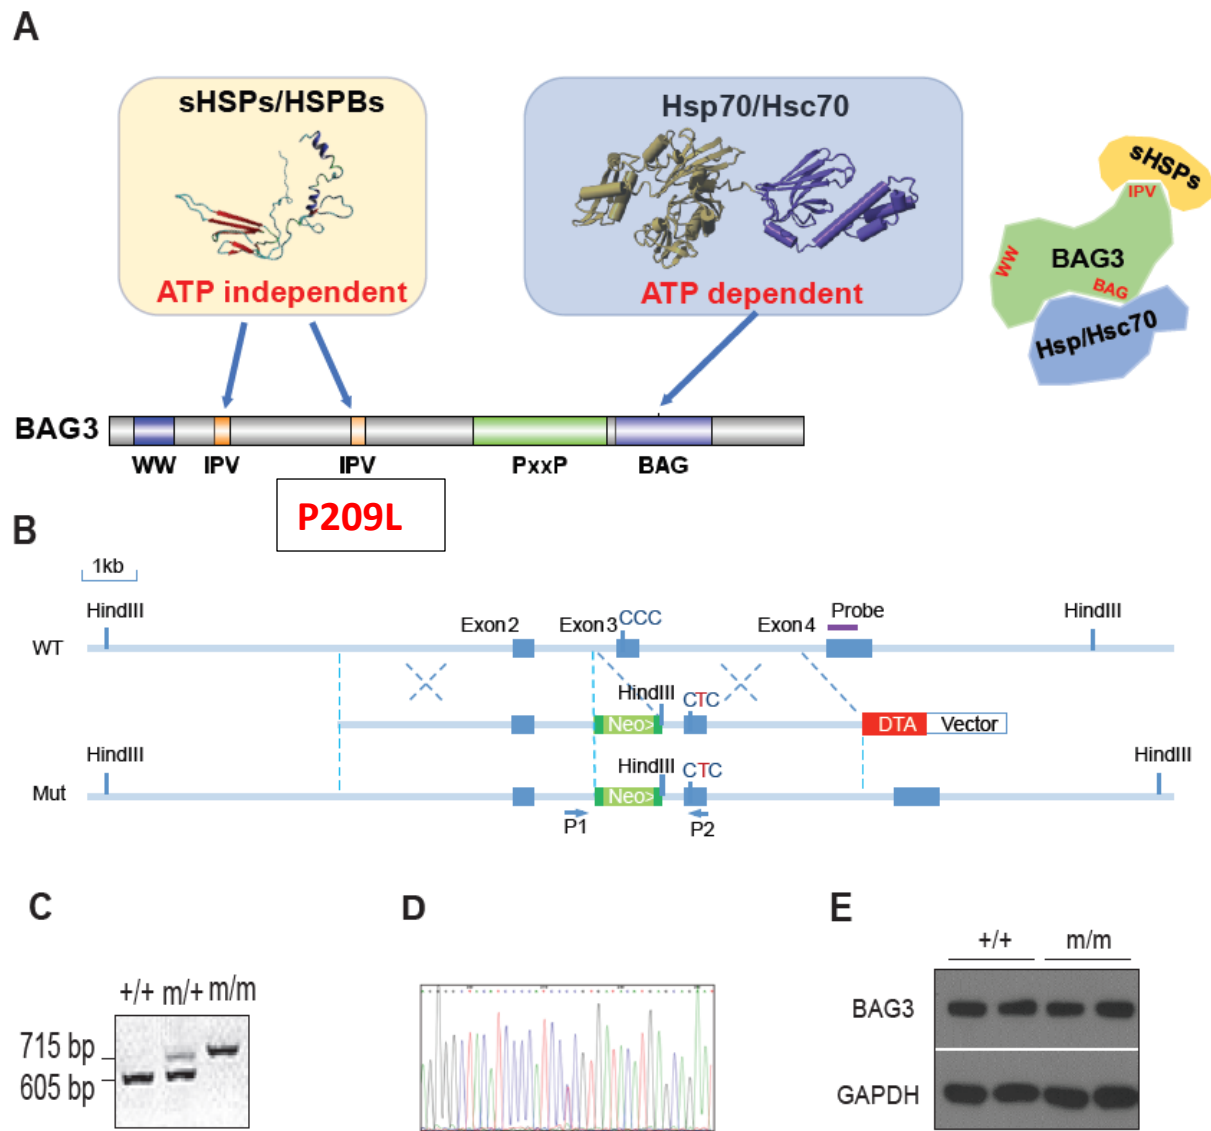 A
sHSPs/HSPBs
ATP independent
Hsp70/Hsc70
ATP dependent
sHSPs
IPV
WW
BAG3
BAG
Hsp/Hsc70
BAG3
WW IPV IPV PxxP BAG
P209L
B
1kb
HindIII
Exon2
Exon3
CCC
Exon4
Probe
HindIII
WT
HindIII
CTC
Neo>
DTA
Vector
HindIII
HindIII
CTC
HindIII
Mut
Neo>
P1
P2
C
+/+ m/+ m/m
715 bp
605 bp
D
E
+/+ m/m
BAG3
GAPDH